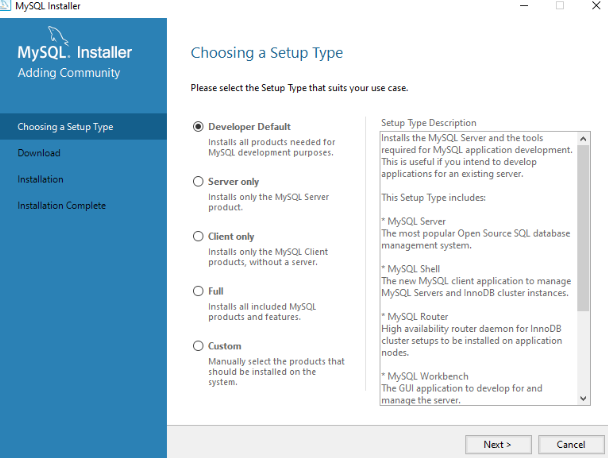 MySQL Installer
MySQL. Installer
Adding Community
Choosing a Setup Type
Download
Installation
Installation Complete
Choosing a Setup Type
Please select the Setup Type that suits your use case.
Developer Default
Installs all products needed for
MySQL development purposes.
Server only
Installs only the MySQL Server
product.
Client only
Installs only the MySQL Client
products, without a server.
Full
Installs all included MySQL
products and features.
Custom
Manually select the products that
should be installed on the
system.
Setup Type Description
Installs the MySQL Server and the tools
required for MySQL application development.
This is useful if you intend to develop
applications for an existing server.
This Setup Type includes:
* MySQL Server
The most popular Open Source SQL database
management system.
* MySQL Shell
The new MySQL client application to manage
MySQL Servers and InnoDB cluster instances.
* MySQL Router
High availability router daemon for InnoDB
cluster setups to be installed on application
nodes.
* MySQL Workbench
The GUI application to develop for and
manage the server.
Next >
Cancel